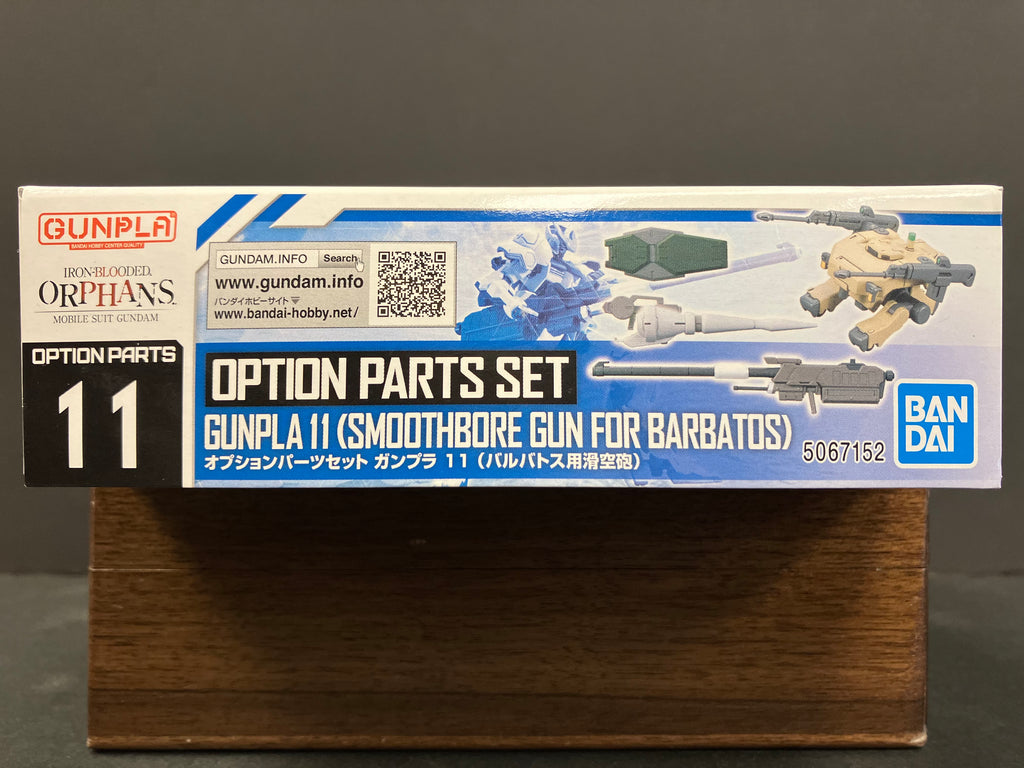 GUNPLA
BANDAI HOBBY CENTER QUALITY
IRON-BLOODED
ORPHANS
MOBILE SUIT GUNDAM
OPTION PARTS
11
GUNDAM.INFO Search
www.gundam.info
バンダイホビーサイト▼
www.bandai-hobby.net/
OPTION PARTS SET
GUNPLA 11 (SMOOTHBORE GUN FOR BARBATOS)
オプションパーツセット ガンプラ 11（バルバトス用滑空砲）
5067152
BAN
DAI